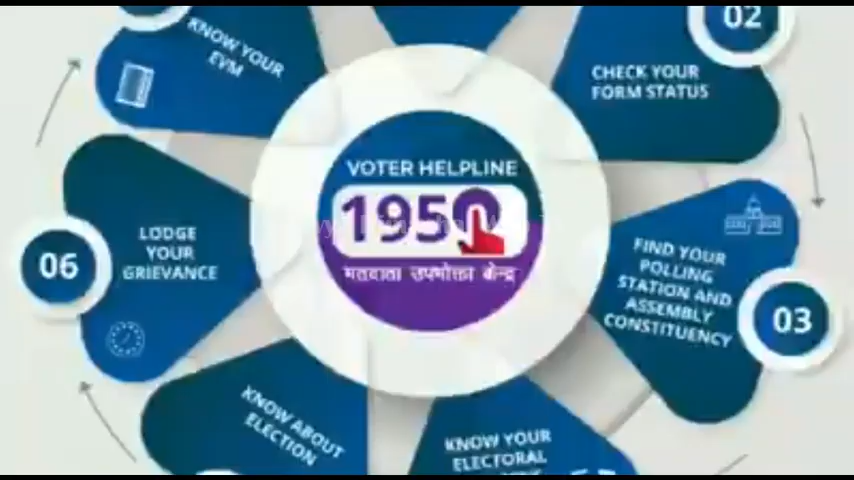 02
KNOW YOUR
EVM
CHECK YOUR
FORM STATUS
VOTER HELPLINE
1950
मतदाता उपभोक्ता केन्द्र
LODGE
YOUR
GRIEVANCE
06
FIND YOUR
POLLING
STATION AND
ASSEMBLY
CONSTITUENCY
03
KNOW ABOUT
ELECTION
KNOW YOUR
ELECTORAL